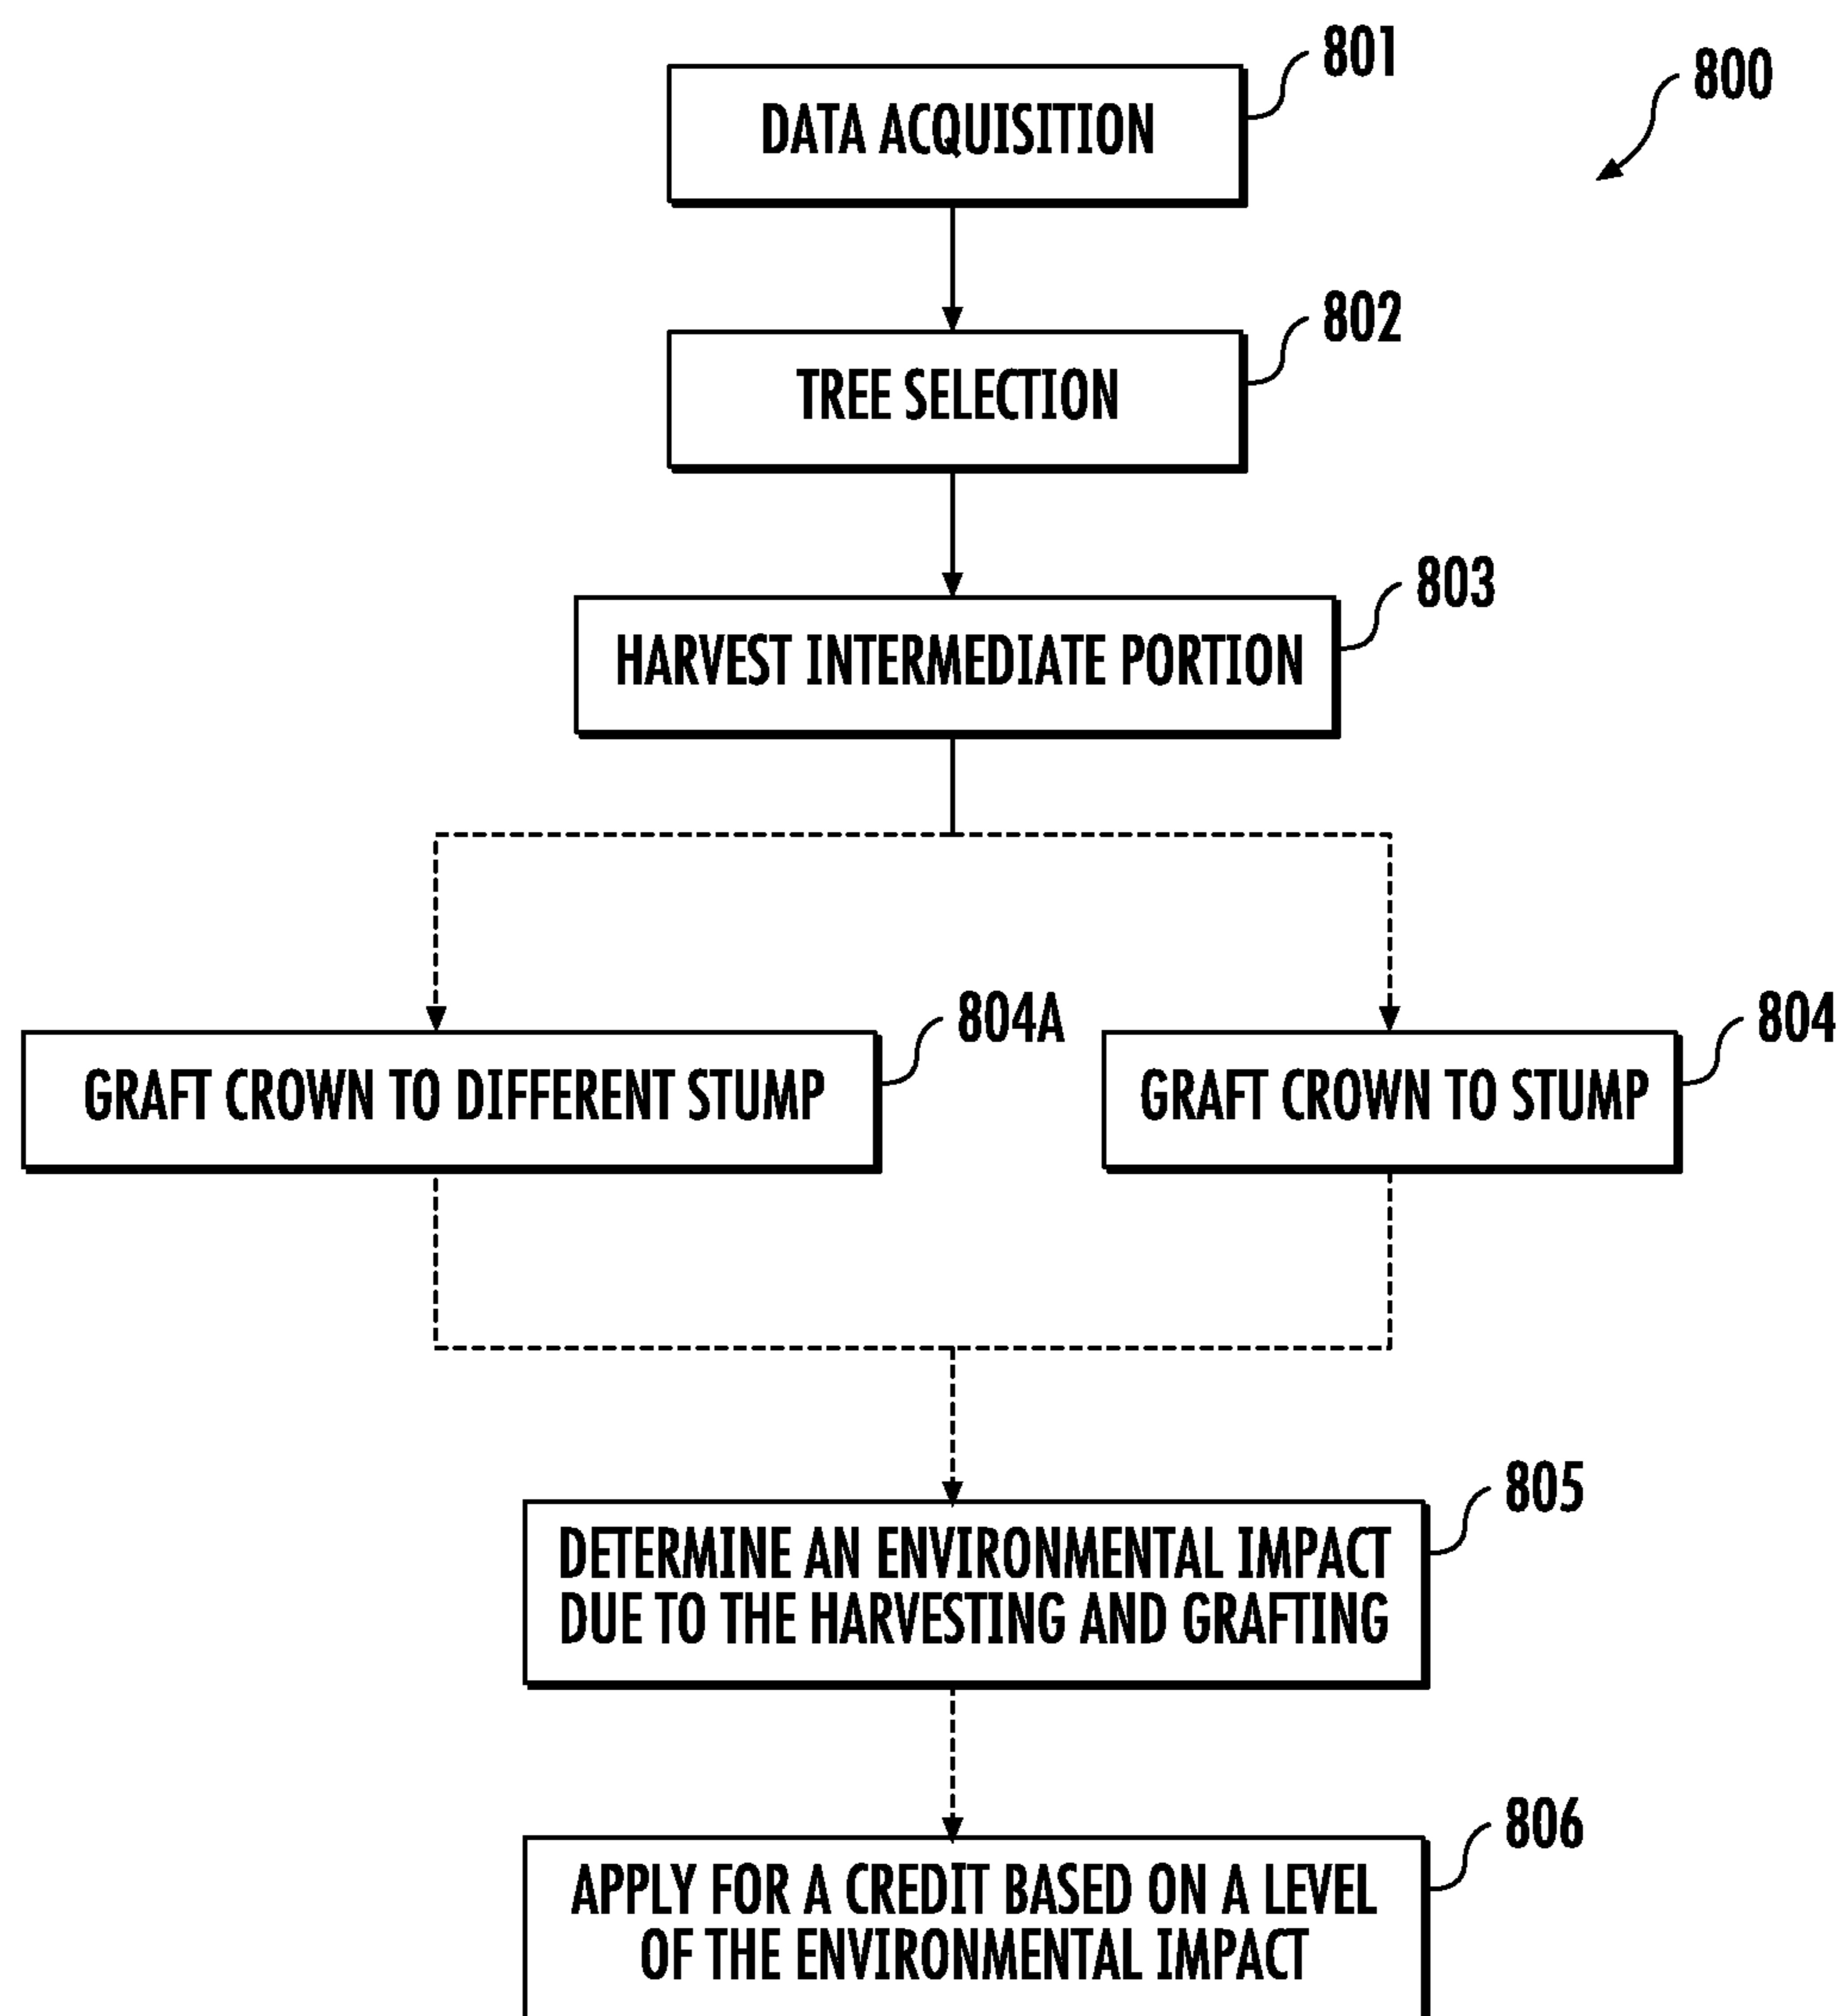 801
800
DATA ACQUISITION
802
TREE SELECTION
803
HARVEST INTERMEDIATE PORTION
804A
804
GRAFT CROWN TO DIFFERENT STUMP
GRAFT CROWN TO STUMP
805
DETERMINE AN ENVIRONMENTAL IMPACT
DUE TO THE HARVESTING AND GRAFTING
806
APPLY FOR A CREDIT BASED ON A LEVEL
OF THE ENVIRONMENTAL IMPACT